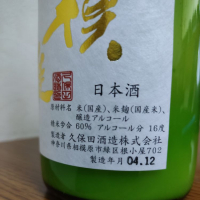 模
日本酒
原材料名 米(国産)、米麹(国産米)、
醸造アルコール
精米歩合 60% アルコール分 16度
製造者 久保田酒造株式会社
神奈川県相模原市緑区根小屋702
製造年月 04.12